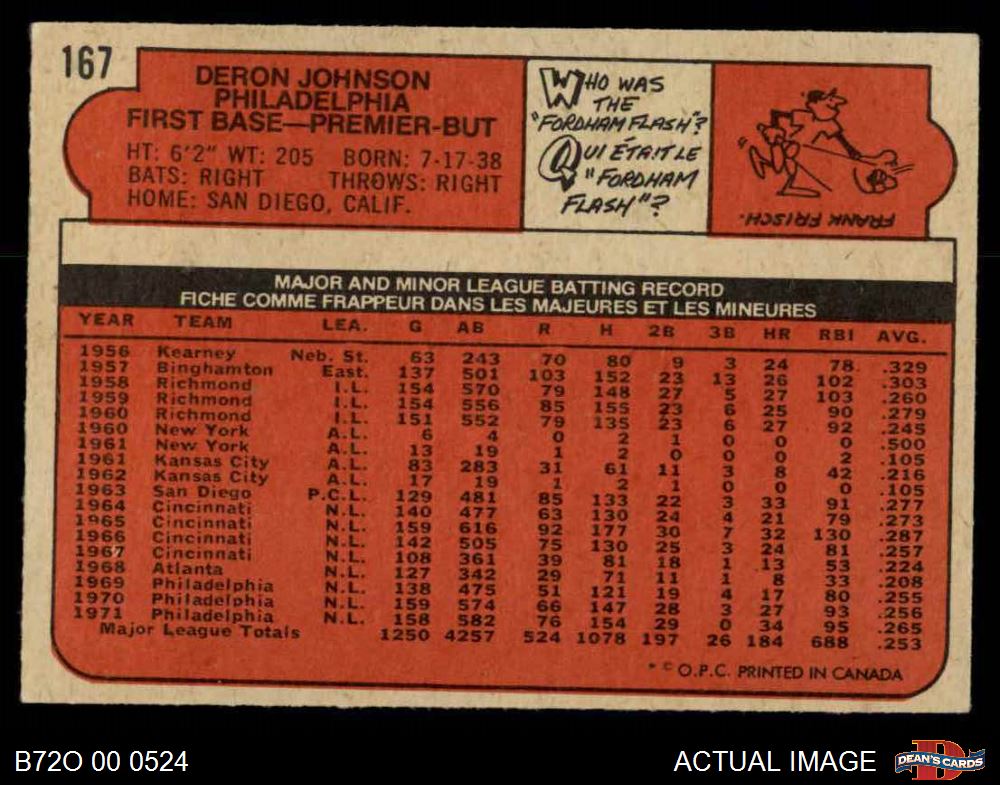 167
DERON JOHNSON
PHILADELPHIA
FIRST BASE—PREMIER-BUT
HT: 6'2" WT: 205 BORN: 7-17-38
BATS: RIGHT THROWS: RIGHT
HOME: SAN DIEGO, CALIF.
WHO WAS
THE
"FORDHAM FLASH"?
QUI ÉTAIT LE
"FORDHAM
FLASH"?
FRANK FRISCH.
MAJOR AND MINOR LEAGUE BATTING RECORD
FICHE COMME FRAPPEUR DANS LES MAJEURES ET LES MINEURES
YEAR TEAM LEA. G AB R H 2B 3B HR RBI AVG.
1956 Kearney Neb. St. 63 243 70 80 9 3 24 78 .329
1957 Binghamton East. 137 501 103 152 23 13 26 102 .303
1958 Richmond I.L. 154 570 79 148 27 5 27 103 .260
1959 Richmond I.L. 154 556 85 155 23 6 25 90 .279
1960 Richmond I.L. 151 552 79 135 23 6 27 92 .245
1960 New York A.L. 6 4 0 2 1 0 0 0 .500
1961 New York A.L. 13 19 1 2 0 0 0 2 .105
1961 Kansas City A.L. 83 283 31 61 11 3 8 42 .216
1962 Kansas City A.L. 17 19 1 2 1 0 0 0 .105
1963 San Diego P.C.L. 129 481 85 133 22 3 33 91 .277
1964 Cincinnati N.L. 140 477 63 130 24 4 21 79 .273
1965 Cincinnati N.L. 159 616 92 177 30 7 32 130 .287
1966 Cincinnati N.L. 142 505 75 130 25 3 24 81 .257
1967 Cincinnati N.L. 108 361 39 81 18 1 13 53 .224
1968 Atlanta N.L. 127 342 29 71 11 1 8 33 .208
1969 Philadelphia N.L. 138 475 51 121 19 4 17 80 .255
1970 Philadelphia N.L. 159 574 66 147 28 3 27 93 .256
1971 Philadelphia N.L. 158 582 76 154 29 0 34 95 .265
Major League Totals 1250 4257 524 1078 197 26 184 688 .253
* © O.P.C. PRINTED IN CANADA
B72O 00 0524
ACTUAL IMAGE
DEAN'S CARDS